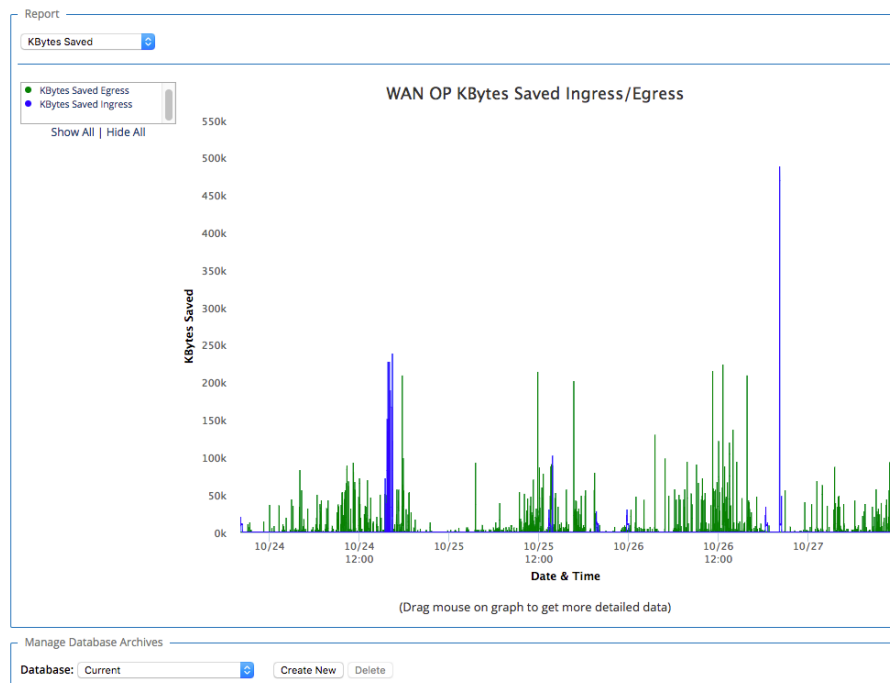 Report
KBytes Saved
KBytes Saved Egress
KBytes Saved Ingress
Show All | Hide All
WAN OP KBytes Saved Ingress/Egress
550k
500k
450k
400k
350k
300k
250k
200k
150k
100k
50k
0k
KBytes Saved
10/24
10/24
12:00
10/25
10/25
12:00
10/26
10/26
12:00
10/27
Date & Time
(Drag mouse on graph to get more detailed data)
Manage Database Archives
Database: Current Create New Delete